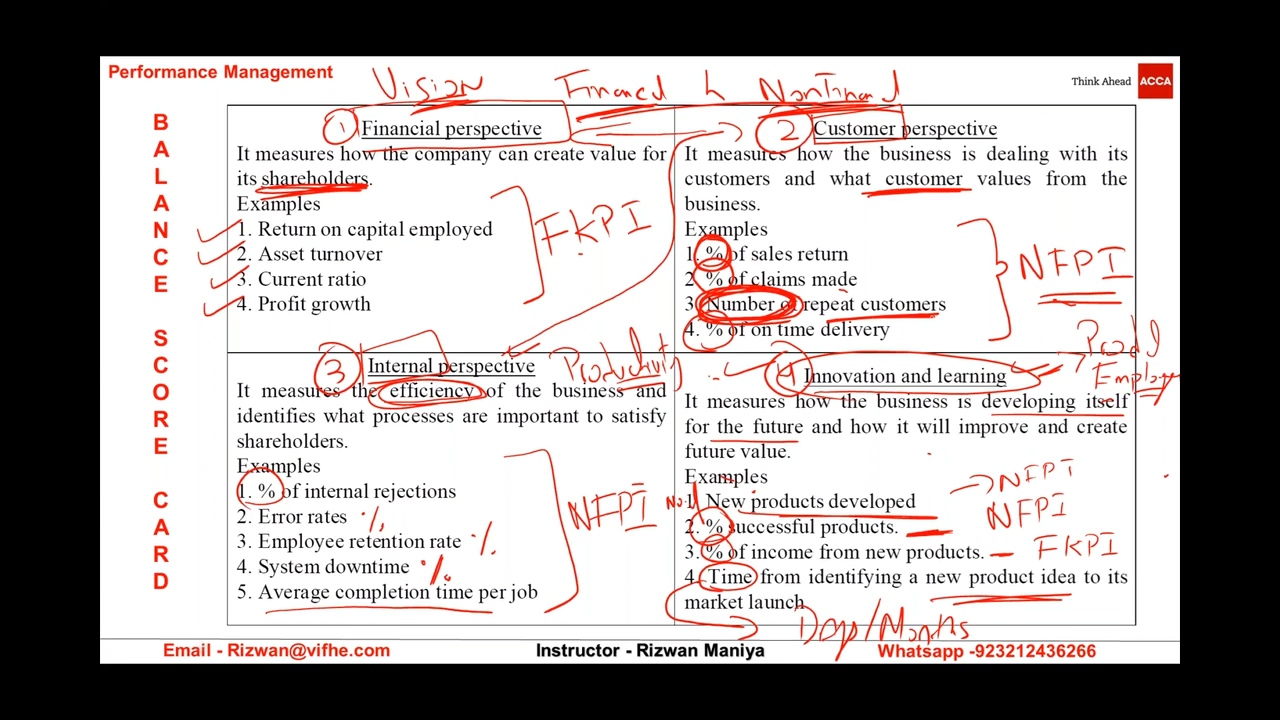 Performance Management
Vision Financial & NonFinancial
Think Ahead ACCA
BALANCE SCORE CARD
1 Financial perspective
It measures how the company can create value for
its shareholders.
Examples
1. Return on capital employed
2. Asset turnover
3. Current ratio
4. Profit growth
FKPI
2 Customer perspective
It measures how the business is dealing with its
customers and what customer values from the
business.
Examples
1. % of sales return
2. % of claims made
3. Number of repeat customers
4. % of on time delivery
NFPI
3 Internal perspective
Productivity
It measures the efficiency of the business and
identifies what processes are important to satisfy
shareholders.
Examples
1. % of internal rejections
2. Error rates %
3. Employee retention rate %
4. System downtime %
5. Average completion time per job
NFPI
4 Innovation and learning
Employee
It measures how the business is developing itself
for the future and how it will improve and create
future value.
Examples
No. 1. New products developed NFPI
2. % successful products. NFPI
3. % of income from new products. FKPI
4. Time from identifying a new product idea to its
market launch
Days/Months
Email - Rizwan@vifhe.com
Instructor - Rizwan Maniya
Whatsapp -923212436266